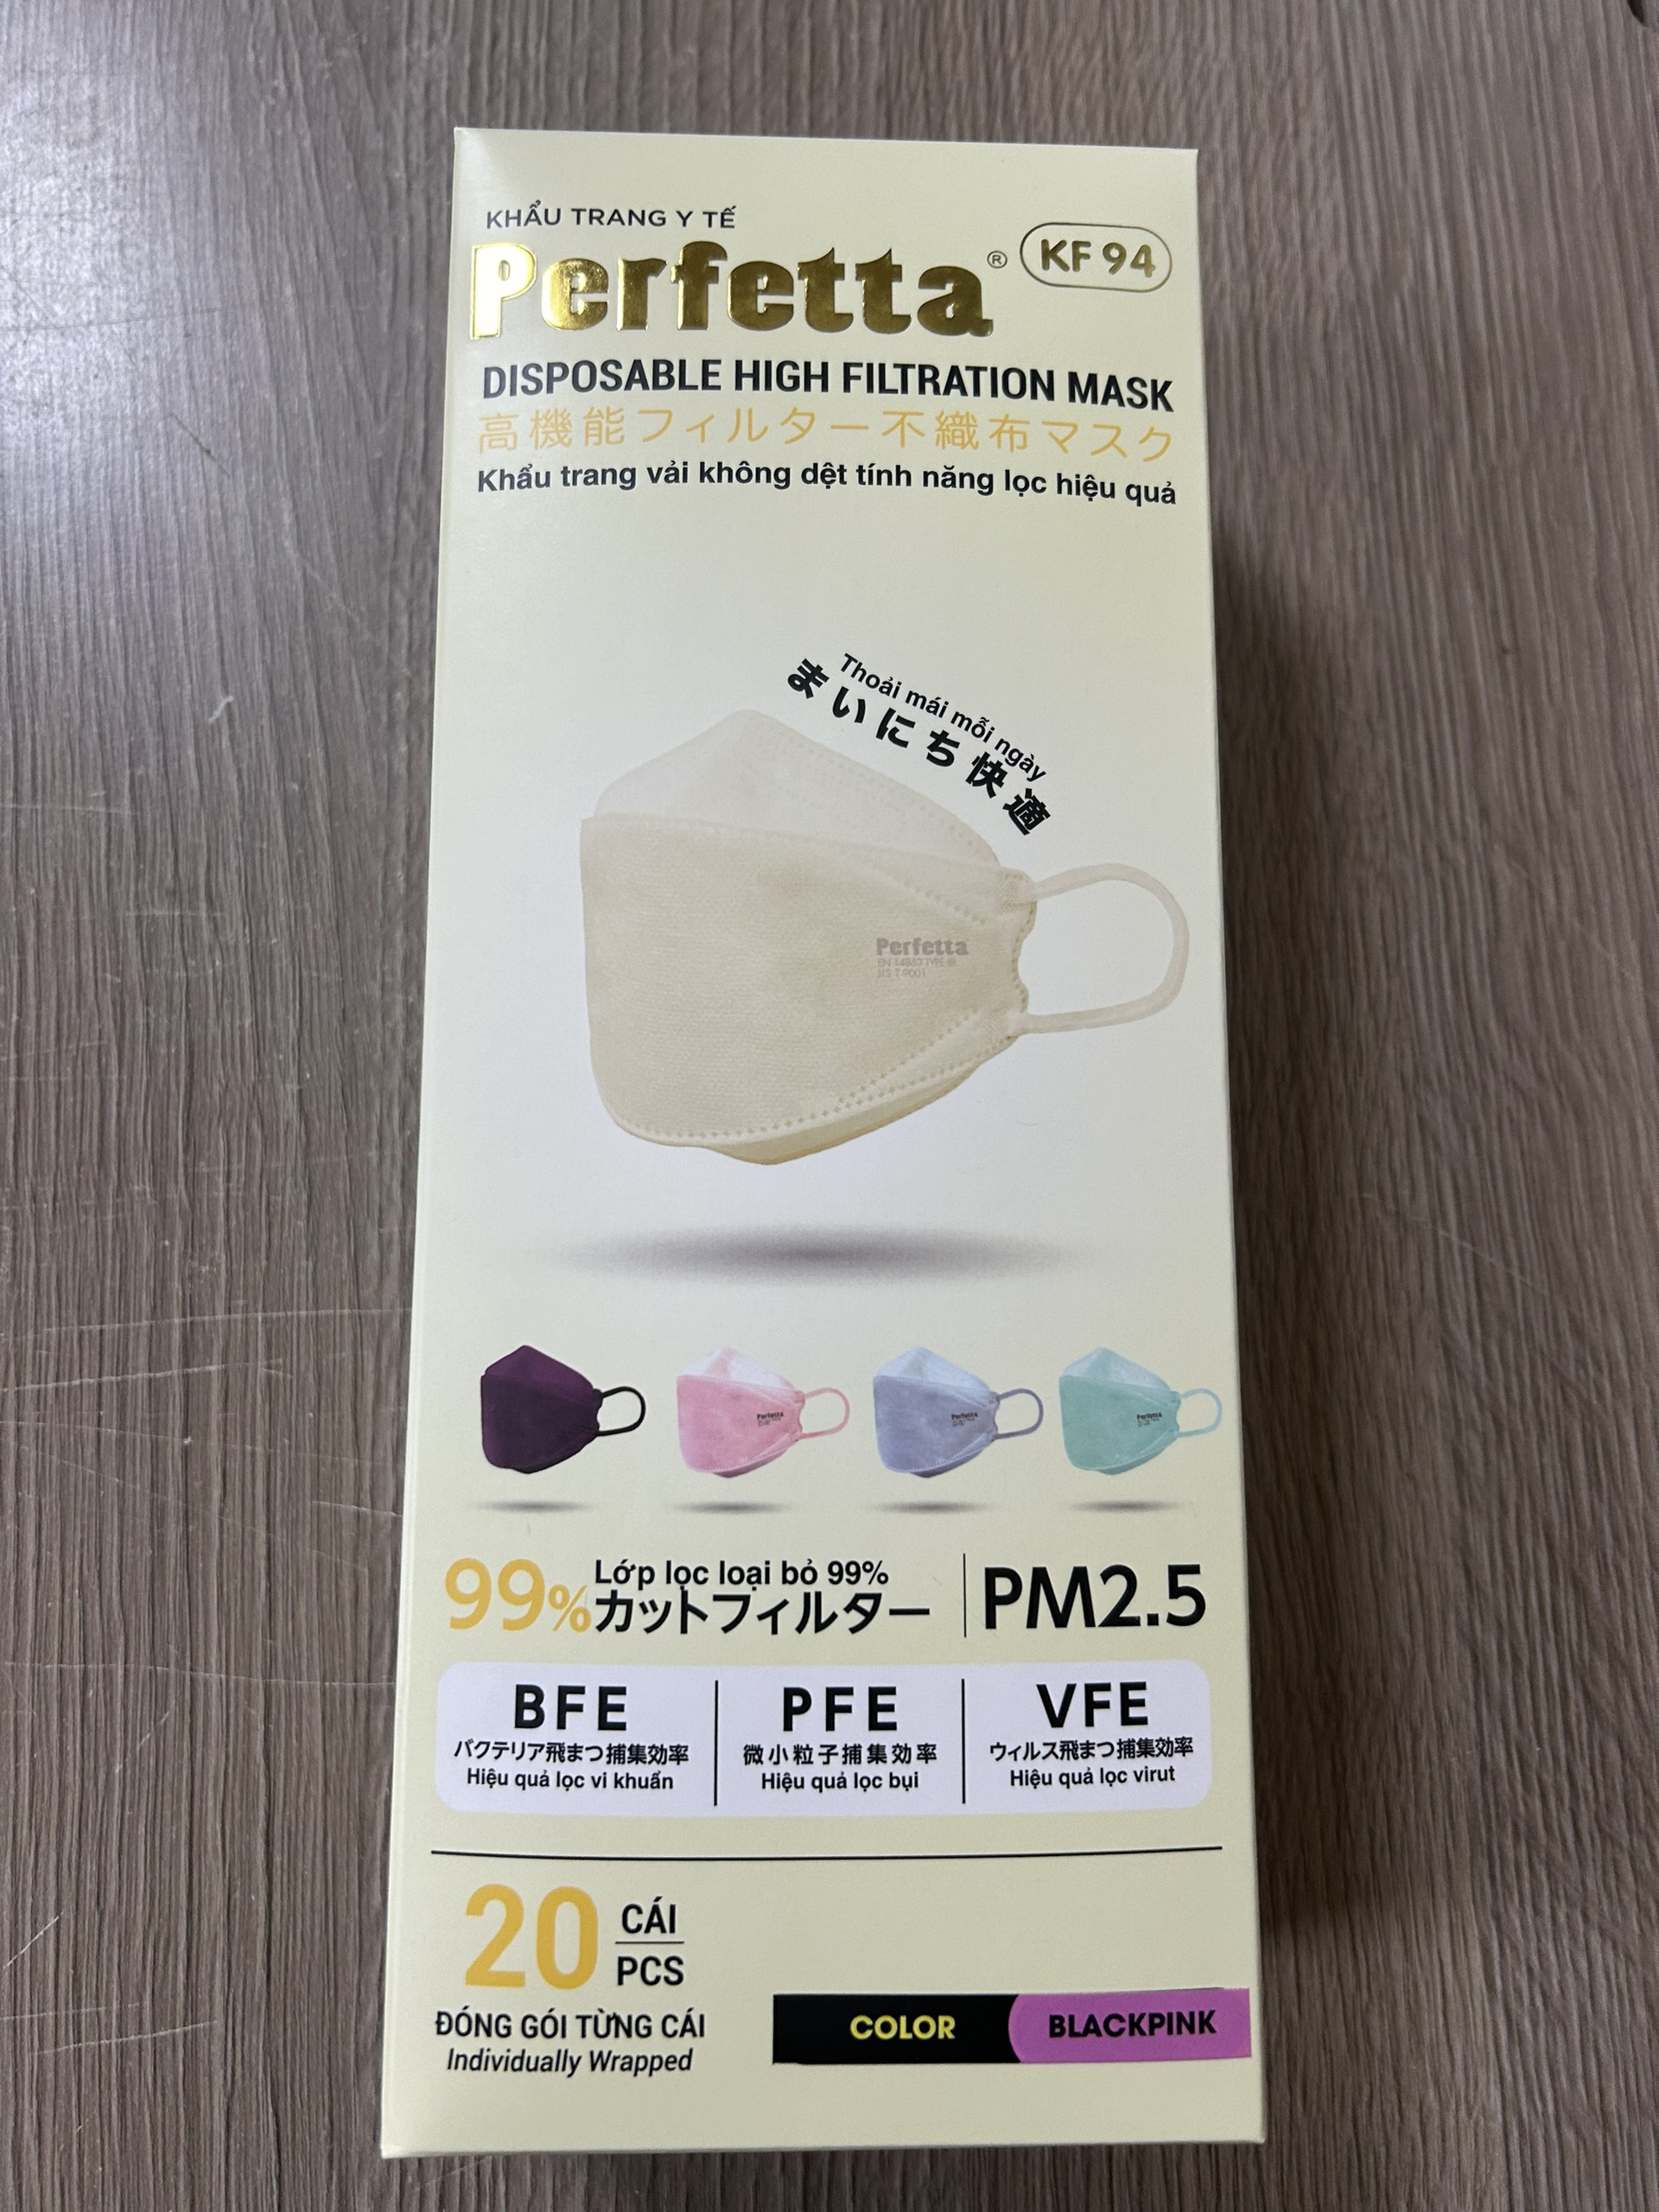 KHẨU TRANG Y TẾ
Perfetta® KF 94
DISPOSABLE HIGH FILTRATION MASK
高機能フィルター不織布マスク
Khẩu trang vải không dệt tính năng lọc hiệu quả
Thoải mái mỗi ngày
まいにち快適
Perfetta
JIS T 9001
Perfetta
Perfetta
Perfetta
99% Lớp lọc loại bỏ 99%
カットフィルター
PM2.5
BFE
バクテリア飛まつ捕集効率
Hiệu quả lọc vi khuẩn
PFE
微小粒子捕集効率
Hiệu quả lọc bụi
VFE
ウィルス飛まつ捕集効率
Hiệu quả lọc virut
20 CÁI
PCS
ĐÓNG GÓI TỪNG CÁI
Individually Wrapped
COLOR BLACKPINK